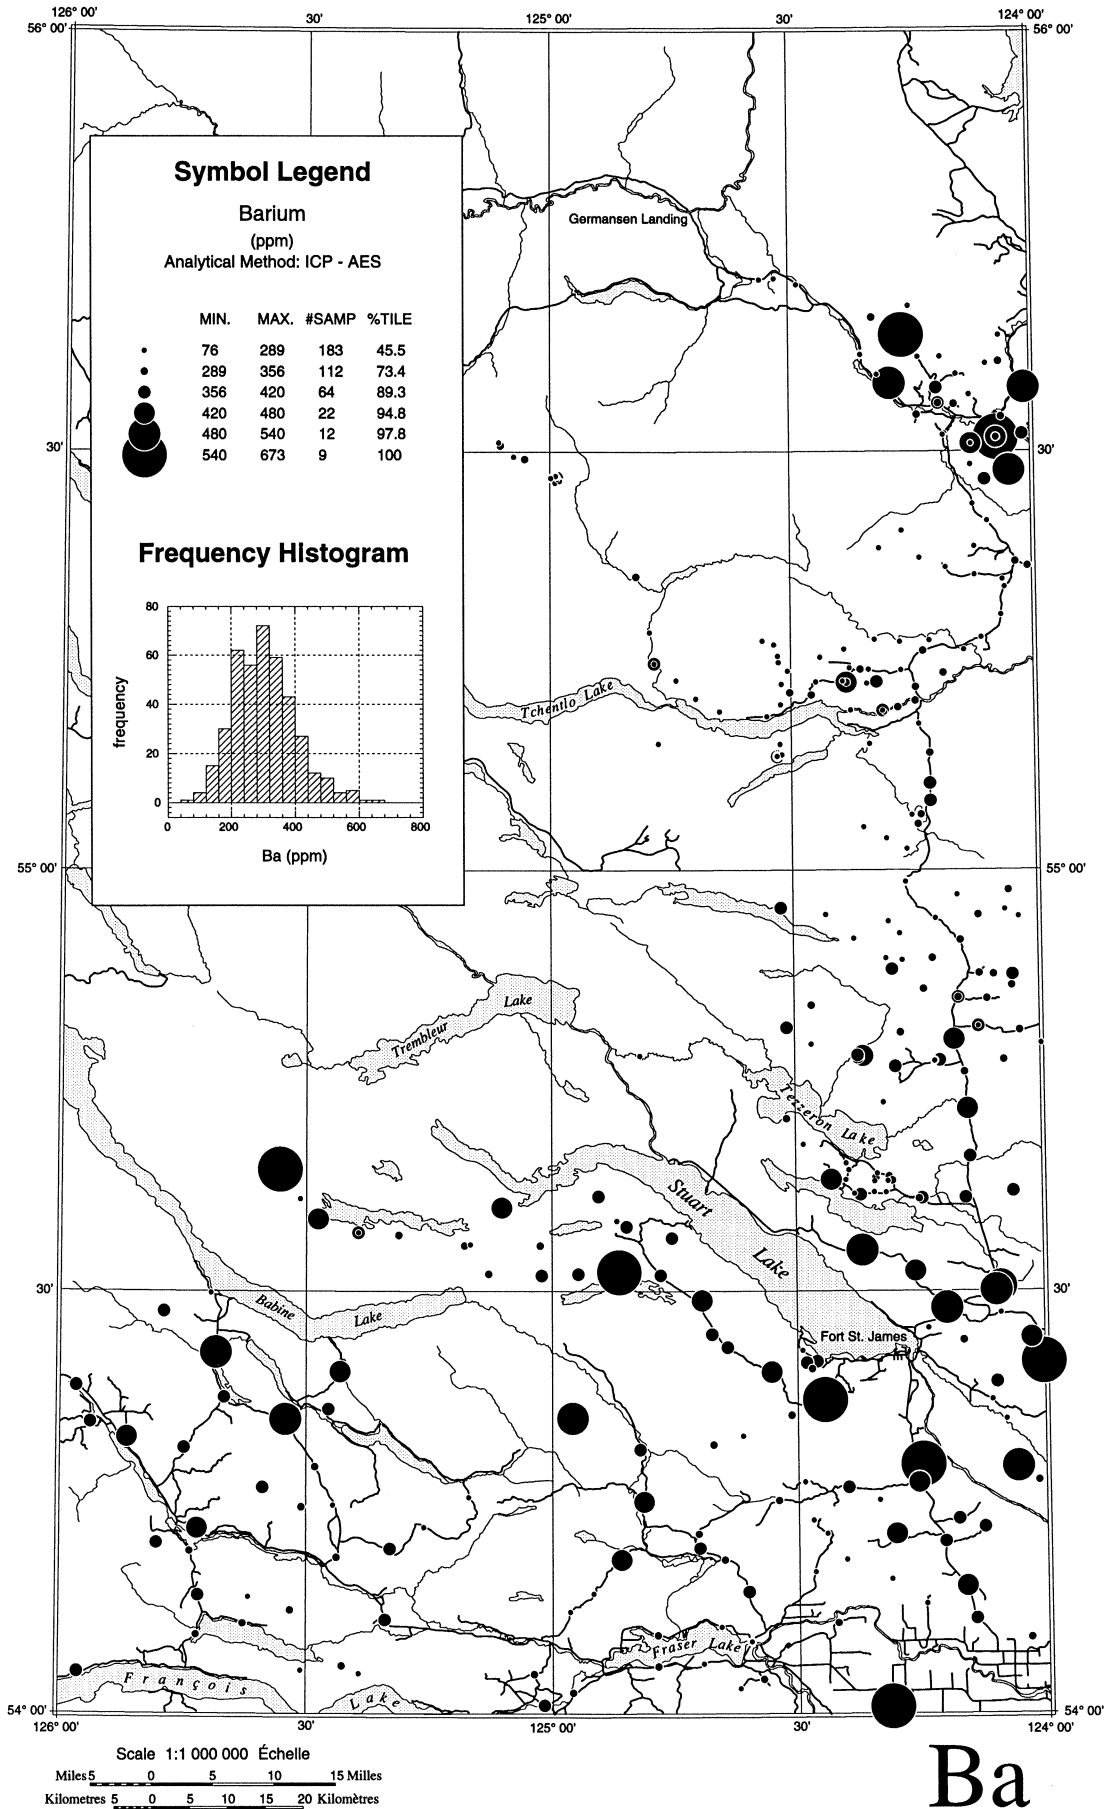 126° 00'
30'
125° 00'
30'
124° 00'
56° 00'
56° 00'
Symbol Legend
Barium
(ppm)
Analytical Method: ICP - AES
MIN. MAX. #SAMP %TILE
76 289 183 45.5
289 356 112 73.4
356 420 64 89.3
420 480 22 94.8
480 540 12 97.8
540 673 9 100
Germansen Landing
30'
30'
Frequency Histogram
80
60
40
20
0
frequency
0 200 400 600 800
Ba (ppm)
Tchentlo Lake
55° 00'
55° 00'
Trembleur Lake
Tezzeron Lake
Stuart Lake
30'
30'
Babine Lake
Fort St. James
Fraser Lake
François Lake
54° 00'
54° 00'
126° 00'
30'
125° 00'
30'
124° 00'
Scale 1:1 000 000 Échelle
Miles 5 0 5 10 15 Milles
Kilometres 5 0 5 10 15 20 Kilomètres
Ba